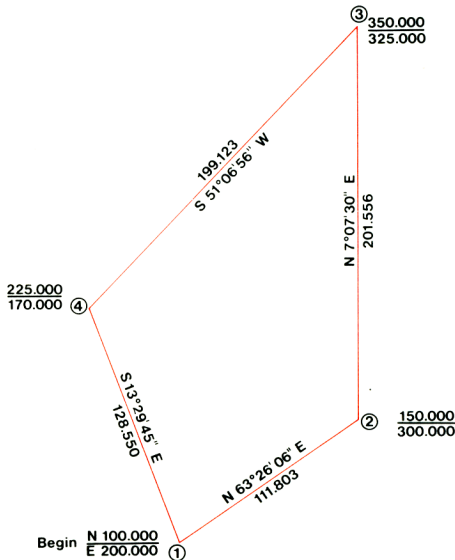 ③ 350.000
325.000
199.123
S 51°06'56" W
N 7°07'30" E
201.556
225.000
④
170.000
S 13°29'45" E
128.550
② 150.000
300.000
N 63°26'06" E
111.803
Begin N 100.000
E 200.000
①